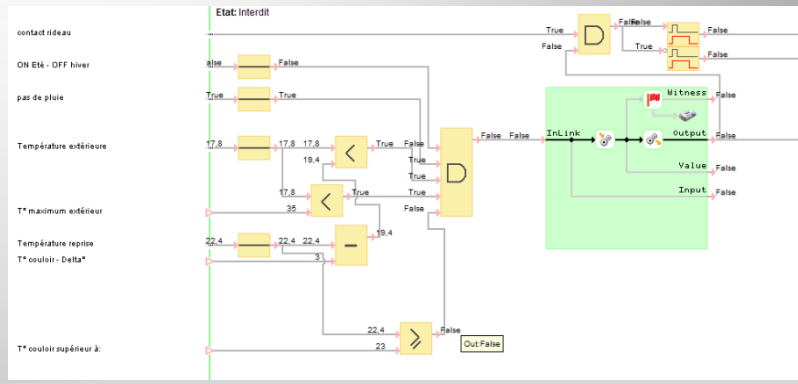 Etat: Interdit
contact rideau
True
False
False
False
False
True
False
ON Eté - OFF hiver
alse
False
pas de pluie
True
True
Witness
False
InLink
Output
False
False
False
Température extérieure
17,8
17,8
17,8
True
False
19,4
True
True
Value
False
17,8
True
True
Input
False
T° maximum extérieur
35
False
19,4
Température reprise
22,4
22,4
22,4
T° couloir - Delta°
3
22,4
False
T° couloir supérieur à:
23
Out:False